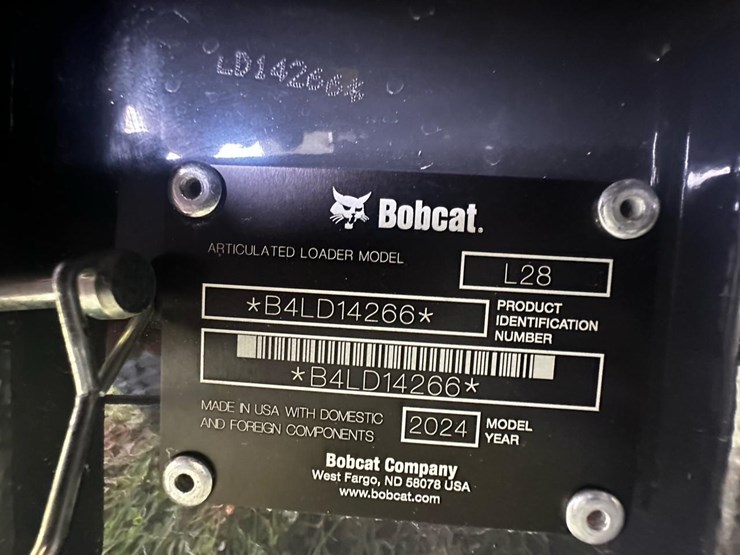 LD14266*
Bobcat.
ARTICULATED LOADER MODEL
L28
*B4LD14266*
PRODUCT
IDENTIFICATION
NUMBER
*B4LD14266*
MADE IN USA WITH DOMESTIC
AND FOREIGN COMPONENTS
2024
MODEL
YEAR
Bobcat Company
West Fargo, ND 58078 USA
www.bobcat.com